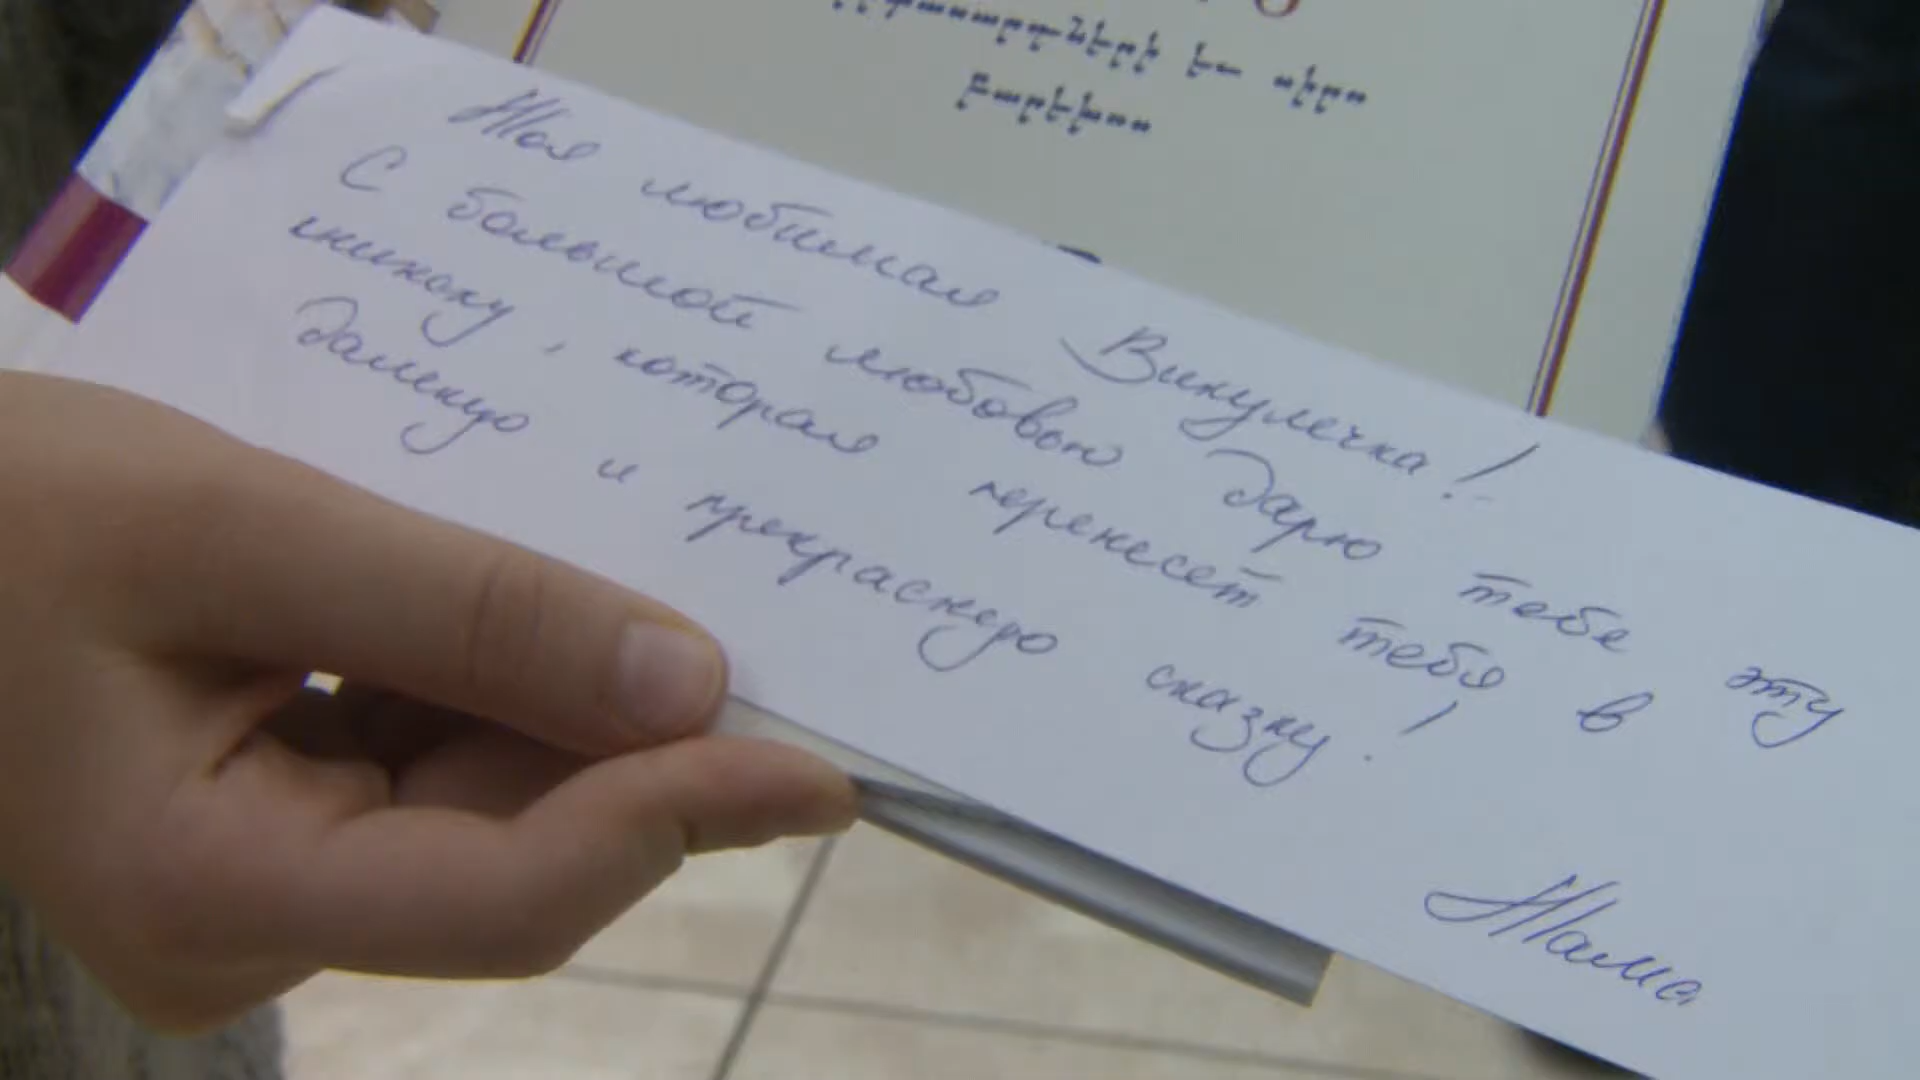 Моя любимая Викулечка!
С большой любовью дарю тебе эту
книжку, которая перенесет тебя в
далекую и прекрасную сказку!
Мама